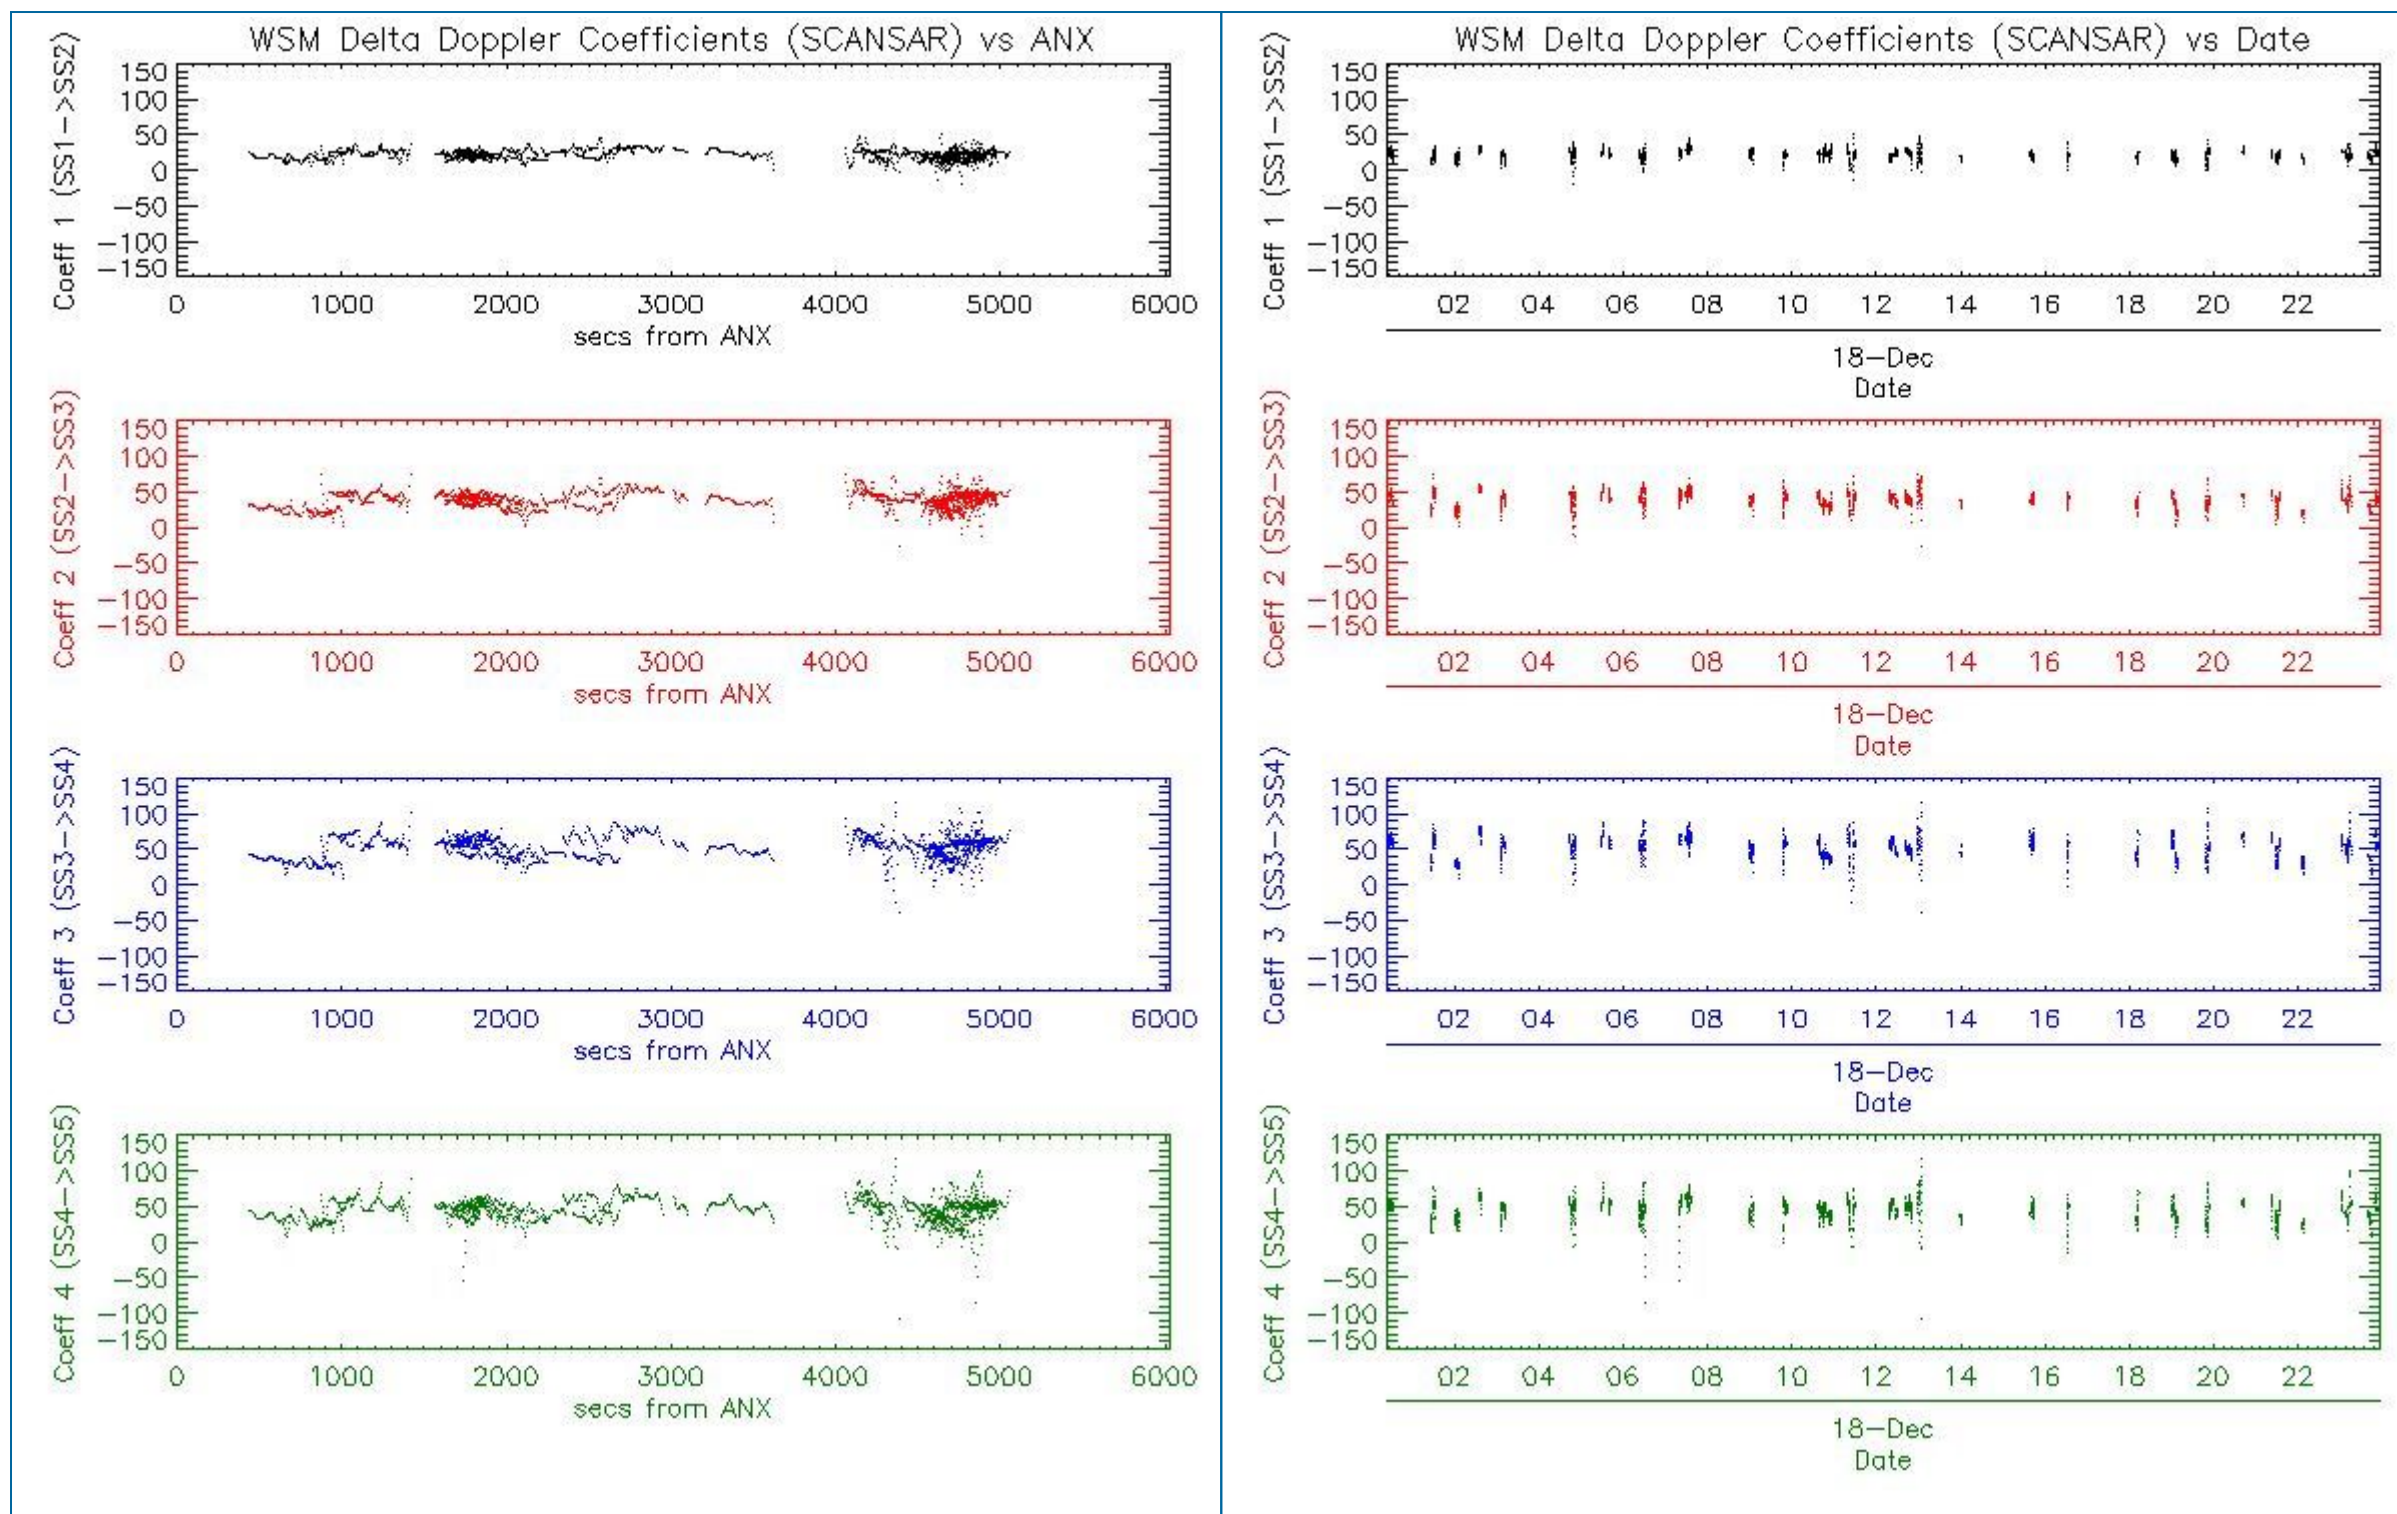 WSM Delta Doppler Coefficients (SCANSAR) vs ANX
Coeff 1 (SS1->SS2)
150
100
50
0
-50
-100
-150
0 1000 2000 3000 4000 5000 6000
secs from ANX
Coeff 2 (SS2->SS3)
150
100
50
0
-50
-100
-150
0 1000 2000 3000 4000 5000 6000
secs from ANX
Coeff 3 (SS3->SS4)
150
100
50
0
-50
-100
-150
0 1000 2000 3000 4000 5000 6000
secs from ANX
Coeff 4 (SS4->SS5)
150
100
50
0
-50
-100
-150
0 1000 2000 3000 4000 5000 6000
secs from ANX
WSM Delta Doppler Coefficients (SCANSAR) vs Date
Coeff 1 (SS1->SS2)
150
100
50
0
-50
-100
-150
02 04 06 08 10 12 14 16 18 20 22
18-Dec
Date
Coeff 2 (SS2->SS3)
150
100
50
0
-50
-100
-150
02 04 06 08 10 12 14 16 18 20 22
18-Dec
Date
Coeff 3 (SS3->SS4)
150
100
50
0
-50
-100
-150
02 04 06 08 10 12 14 16 18 20 22
18-Dec
Date
Coeff 4 (SS4->SS5)
150
100
50
0
-50
-100
-150
02 04 06 08 10 12 14 16 18 20 22
18-Dec
Date